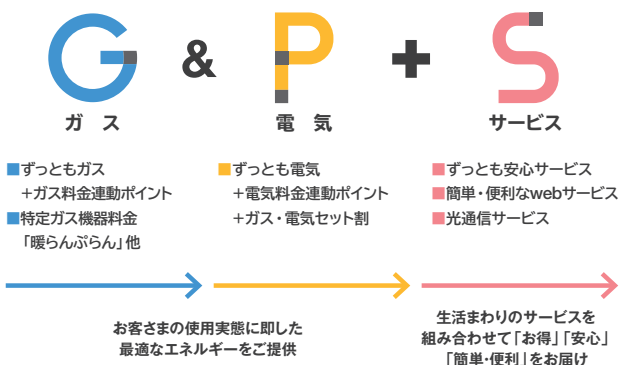 G & P + S
ガス
電気
サービス
■ずっともガス
+ガス料金連動ポイント
■特定ガス機器料金
「暖らんぷらん」他
■ずっとも電気
+電気料金連動ポイント
+ガス・電気セット割
■ずっとも安心サービス
■簡単・便利なwebサービス
■光通信サービス
お客さまの使用実態に即した
最適なエネルギーをご提供
生活まわりのサービスを
組み合わせて「お得」「安心」
「簡単・便利」をお届け